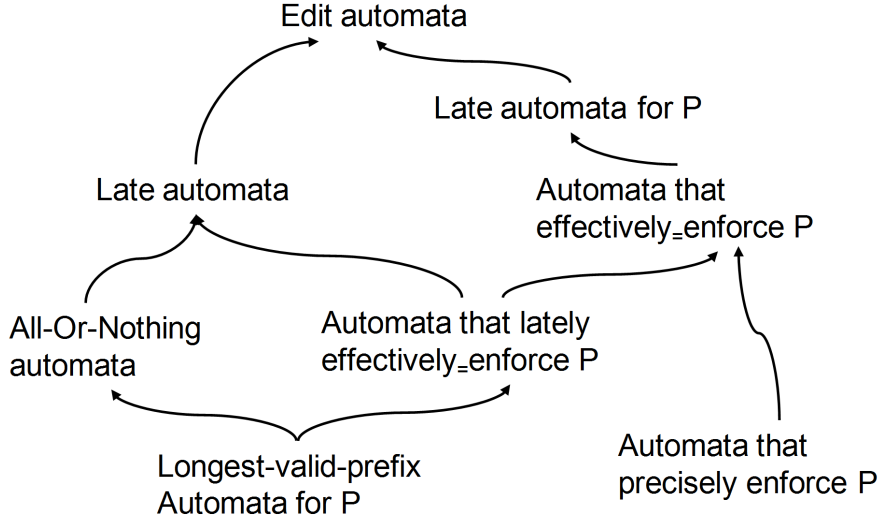 Edit automata
Late automata for P
Late automata
Automata that
effectively=enforce P
All-Or-Nothing
automata
Automata that lately
effectively=enforce P
Automata that
precisely enforce P
Longest-valid-prefix
Automata for P